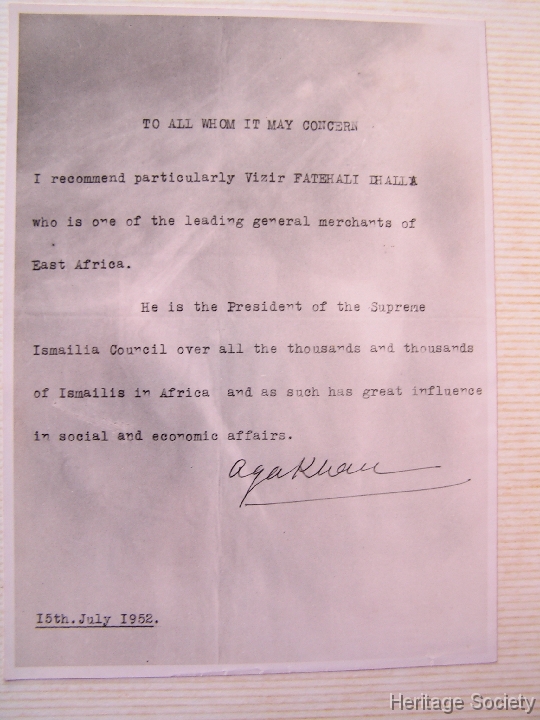 TO ALL WHOM IT MAY CONCERN
I recommend particularly Vizir FATEHALI DHALLA
who is one of the leading general merchants of
East Africa.
He is the President of the Supreme
Ismailia Council over all the thousands and thousands
of Ismailis in Africa and as such has great influence
in social and economic affairs.
Aga Khan
15th. July 1952.
Heritage Society